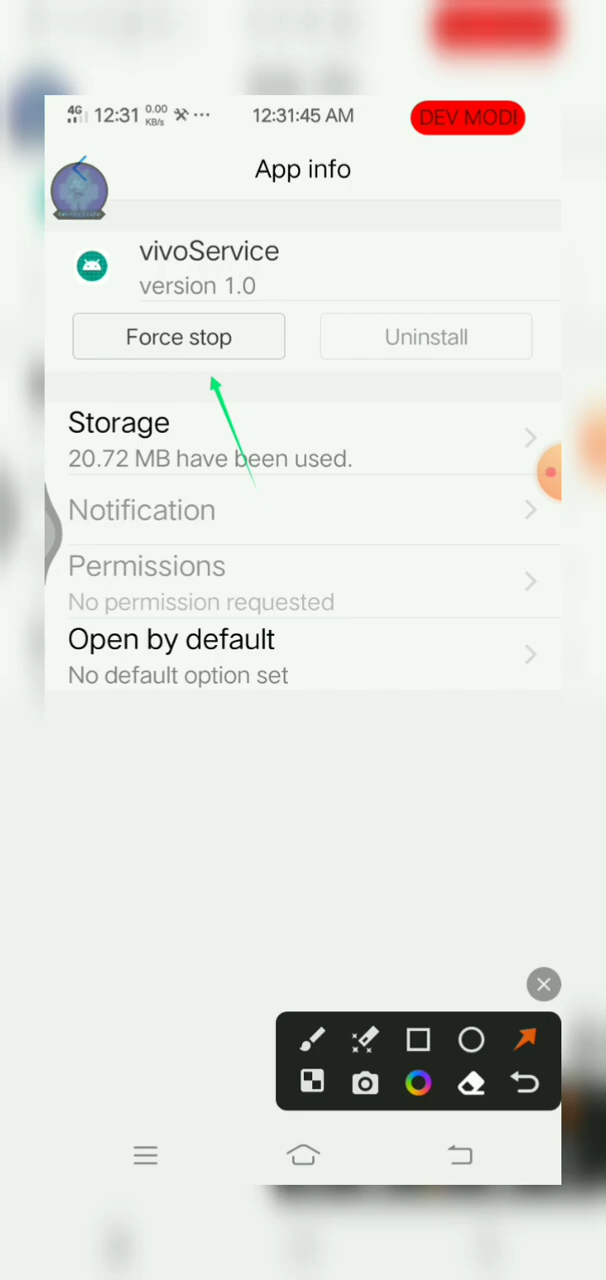 4G 12:31 0.00 KB/s ··· 12:31:45 AM DEV MODI
App info
vivoService
version 1.0
Force stop Uninstall
Storage
20.72 MB have been used.
Notification
Permissions
No permission requested
Open by default
No default option set